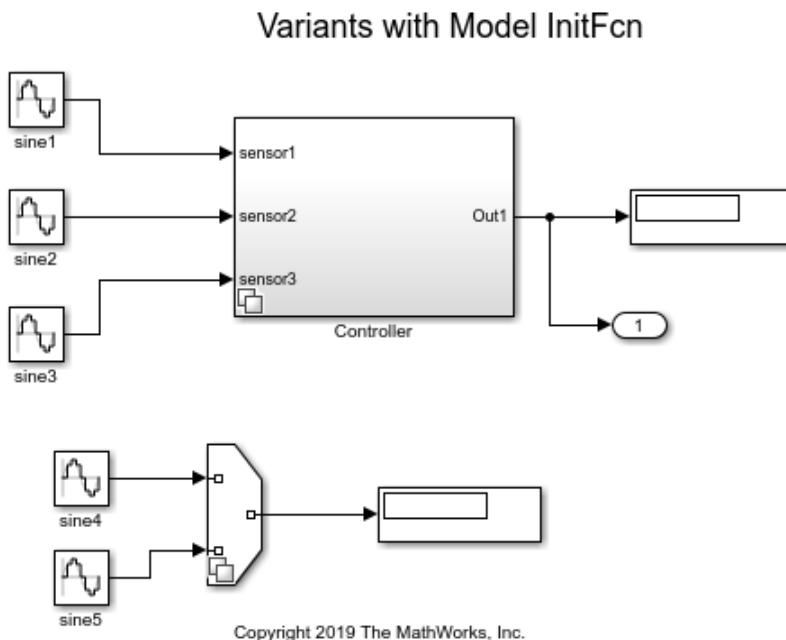 Variants with Model InitFcn
sine1
sensor1
sensor2
Out1
sine2
sensor3
Controller
1
sine3
sine4
sine5
Copyright 2019 The MathWorks, Inc.